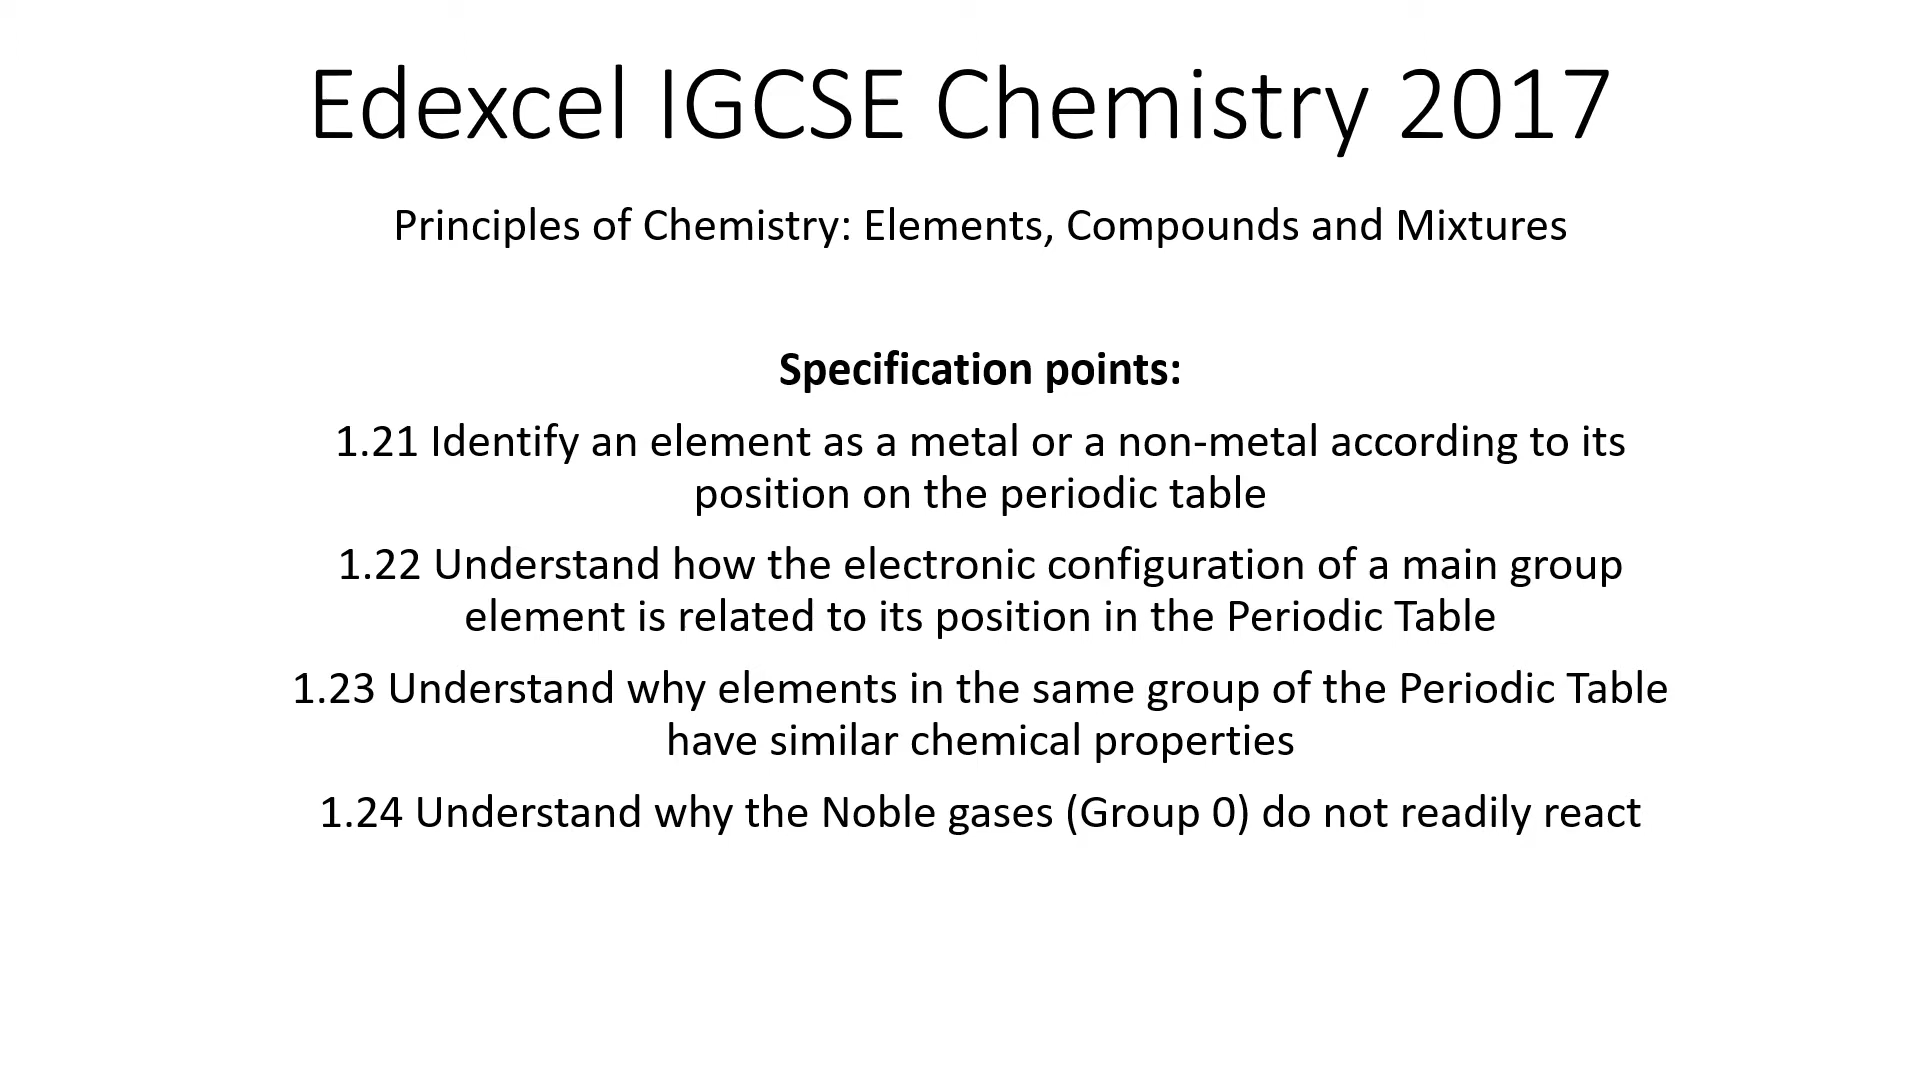 Edexcel IGCSE Chemistry 2017
Principles of Chemistry: Elements, Compounds and Mixtures
Specification points:
1.21 Identify an element as a metal or a non-metal according to its
position on the periodic table
1.22 Understand how the electronic configuration of a main group
element is related to its position in the Periodic Table
1.23 Understand why elements in the same group of the Periodic Table
have similar chemical properties
1.24 Understand why the Noble gases (Group 0) do not readily react